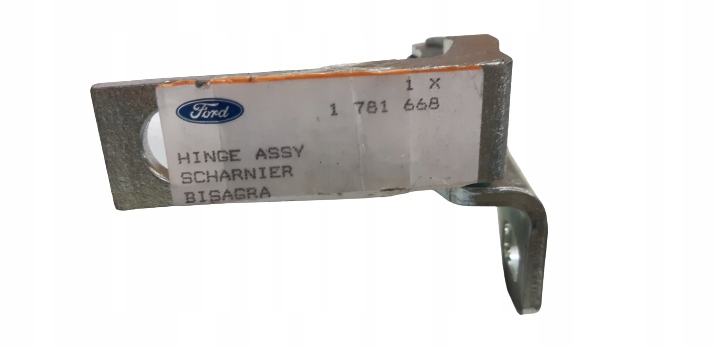 1 X
Ford 1 781 668
HINGE ASSY
SCHARNIER
BISAGRA